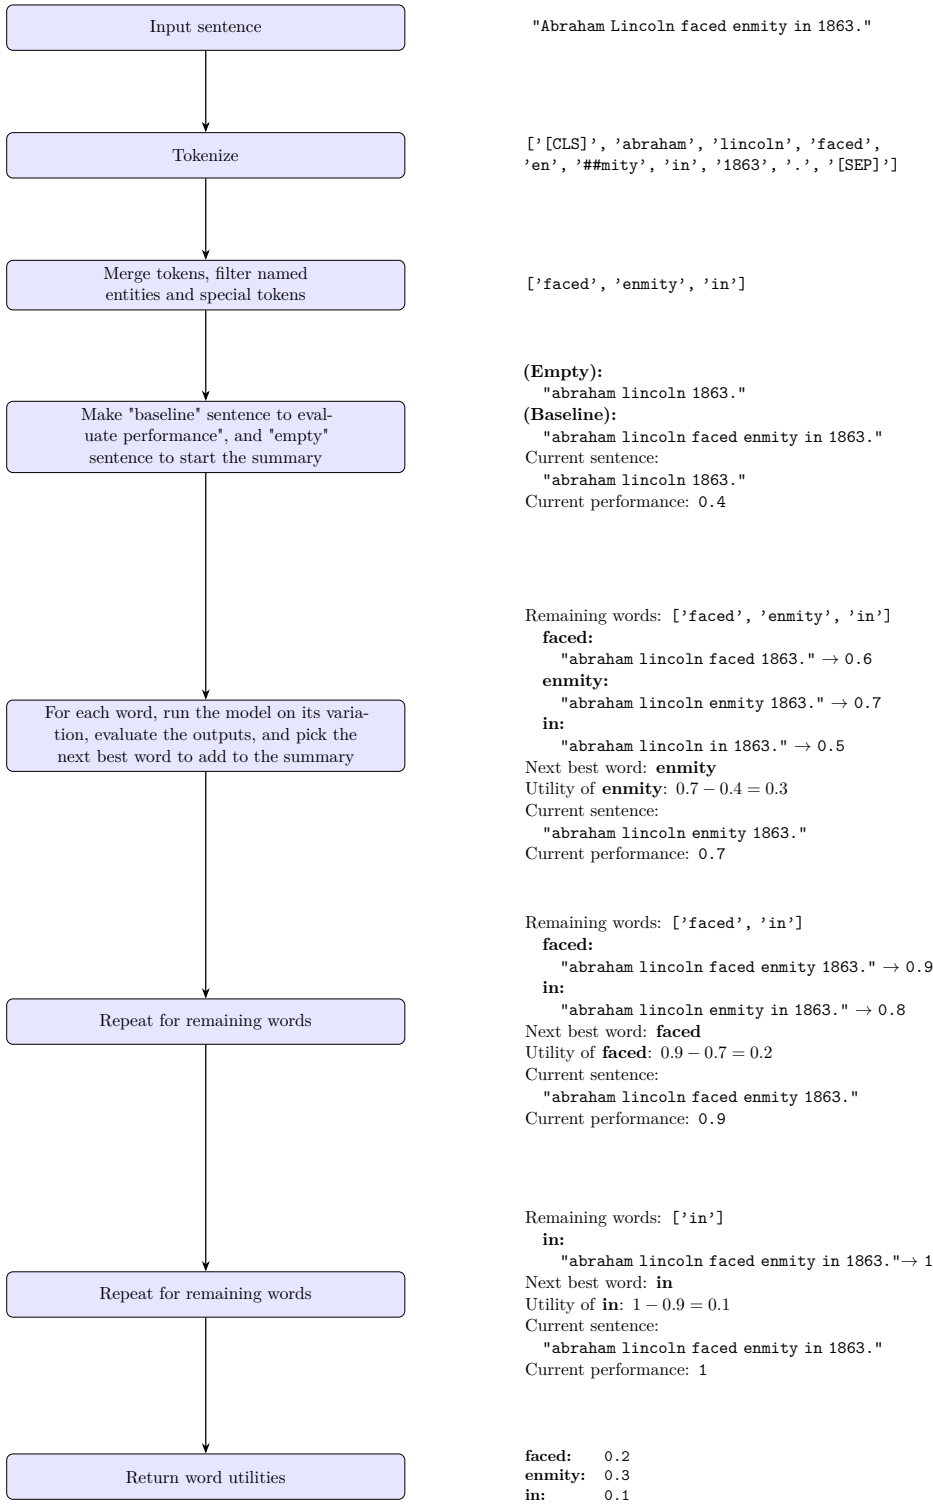 Input sentence
"Abraham Lincoln faced enmity in 1863."
Tokenize
['[CLS]', 'abraham', 'lincoln', 'faced',
'en', '##mity', 'in', '1863', '.', '[SEP]']
Merge tokens, filter named
entities and special tokens
['faced', 'enmity', 'in']
Make "baseline" sentence to eval-
uate performance", and "empty"
sentence to start the summary
(Empty):
"abraham lincoln 1863."
(Baseline):
"abraham lincoln faced enmity in 1863."
Current sentence:
"abraham lincoln 1863."
Current performance: 0.4
For each word, run the model on its varia-
tion, evaluate the outputs, and pick the
next best word to add to the summary
Remaining words: ['faced', 'enmity', 'in']
faced:
"abraham lincoln faced 1863." → 0.6
enmity:
"abraham lincoln enmity 1863." → 0.7
in:
"abraham lincoln in 1863." → 0.5
Next best word: enmity
Utility of enmity: 0.7 − 0.4 = 0.3
Current sentence:
"abraham lincoln enmity 1863."
Current performance: 0.7
Repeat for remaining words
Remaining words: ['faced', 'in']
faced:
"abraham lincoln faced enmity 1863." → 0.9
in:
"abraham lincoln enmity in 1863." → 0.8
Next best word: faced
Utility of faced: 0.9 − 0.7 = 0.2
Current sentence:
"abraham lincoln faced enmity 1863."
Current performance: 0.9
Repeat for remaining words
Remaining words: ['in']
in:
"abraham lincoln faced enmity in 1863."→ 1
Next best word: in
Utility of in: 1 − 0.9 = 0.1
Current sentence:
"abraham lincoln faced enmity in 1863."
Current performance: 1
Return word utilities
faced: 0.2
enmity: 0.3
in: 0.1